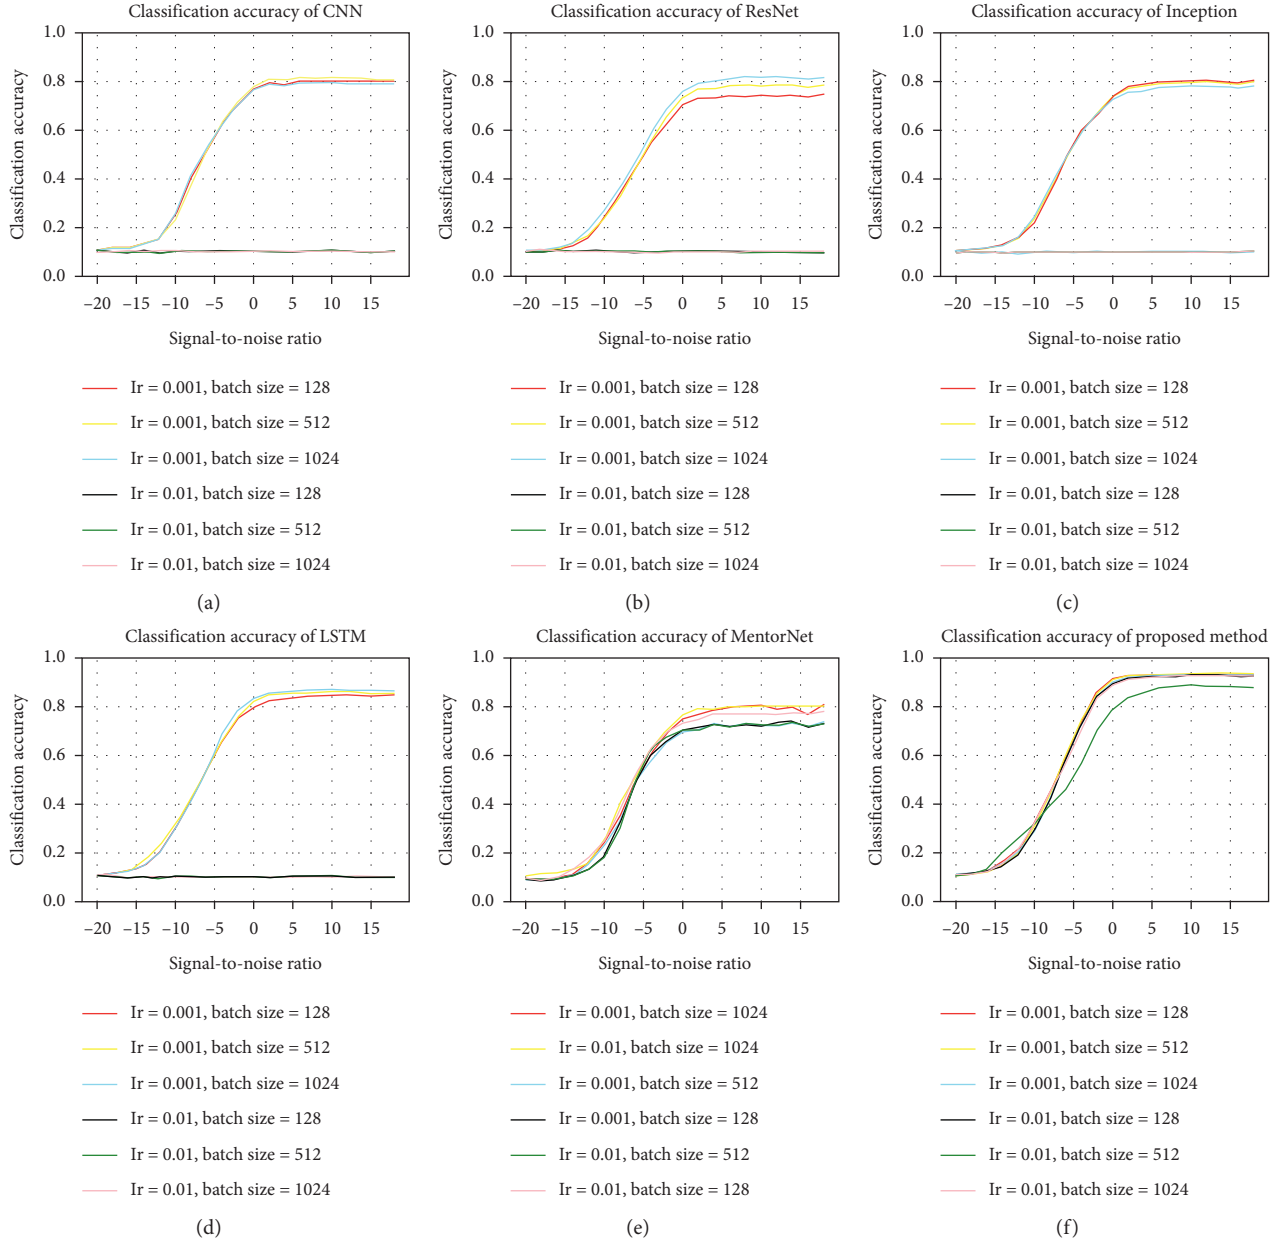 Classification accuracy of CNN
Classification accuracy
1.0
0.8
0.6
0.4
0.2
0.0
–20 –15 –10 –5 0 5 10 15
Signal-to-noise ratio
Ir = 0.001, batch size = 128
Ir = 0.001, batch size = 512
Ir = 0.001, batch size = 1024
Ir = 0.01, batch size = 128
Ir = 0.01, batch size = 512
Ir = 0.01, batch size = 1024
(a)
Classification accuracy of ResNet
Classification accuracy
1.0
0.8
0.6
0.4
0.2
0.0
–20 –15 –10 –5 0 5 10 15
Signal-to-noise ratio
Ir = 0.001, batch size = 128
Ir = 0.001, batch size = 512
Ir = 0.001, batch size = 1024
Ir = 0.01, batch size = 128
Ir = 0.01, batch size = 512
Ir = 0.01, batch size = 1024
(b)
Classification accuracy of Inception
Classification accuracy
1.0
0.8
0.6
0.4
0.2
0.0
–20 –15 –10 –5 0 5 10 15
Signal-to-noise ratio
Ir = 0.001, batch size = 128
Ir = 0.001, batch size = 512
Ir = 0.001, batch size = 1024
Ir = 0.01, batch size = 128
Ir = 0.01, batch size = 512
Ir = 0.01, batch size = 1024
(c)
Classification accuracy of LSTM
Classification accuracy
1.0
0.8
0.6
0.4
0.2
0.0
–20 –15 –10 –5 0 5 10 15
Signal-to-noise ratio
Ir = 0.001, batch size = 128
Ir = 0.001, batch size = 512
Ir = 0.001, batch size = 1024
Ir = 0.01, batch size = 128
Ir = 0.01, batch size = 512
Ir = 0.01, batch size = 1024
(d)
Classification accuracy of MentorNet
Classification accuracy
1.0
0.8
0.6
0.4
0.2
0.0
–20 –15 –10 –5 0 5 10 15
Signal-to-noise ratio
Ir = 0.001, batch size = 1024
Ir = 0.01, batch size = 1024
Ir = 0.001, batch size = 512
Ir = 0.001, batch size = 128
Ir = 0.01, batch size = 512
Ir = 0.01, batch size = 128
(e)
Classification accuracy of proposed method
Classification accuracy
1.0
0.8
0.6
0.4
0.2
0.0
–20 –15 –10 –5 0 5 10 15
Signal-to-noise ratio
Ir = 0.001, batch size = 128
Ir = 0.001, batch size = 512
Ir = 0.001, batch size = 1024
Ir = 0.01, batch size = 128
Ir = 0.01, batch size = 512
Ir = 0.01, batch size = 1024
(f)